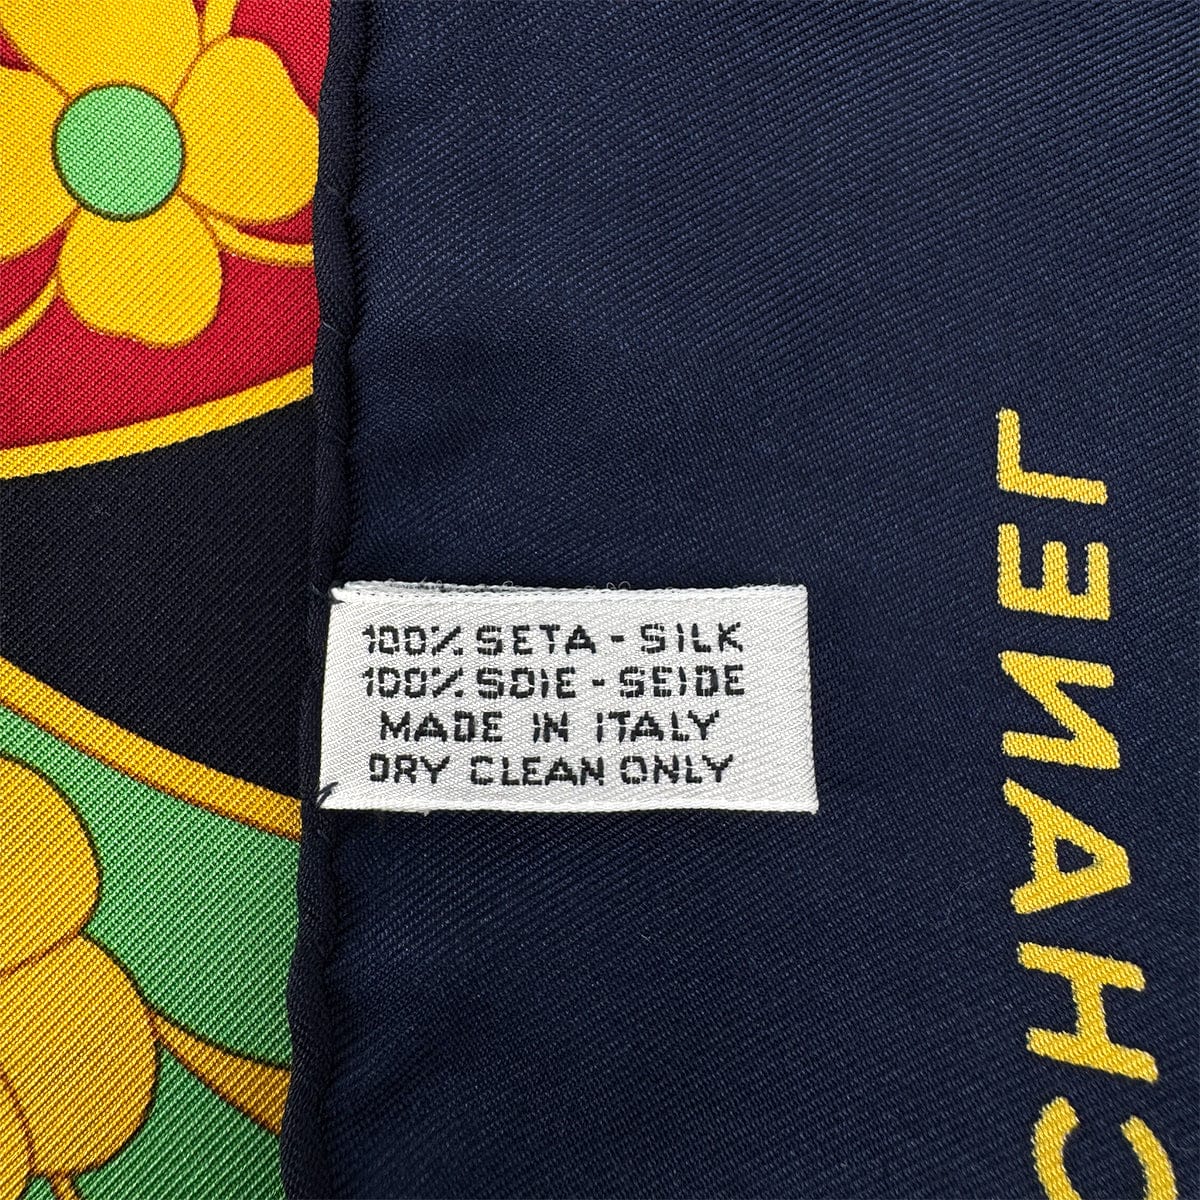 100% SETA - SILK
100% SOIE - SEIDE
MADE IN ITALY
DRY CLEAN ONLY
CHANEL